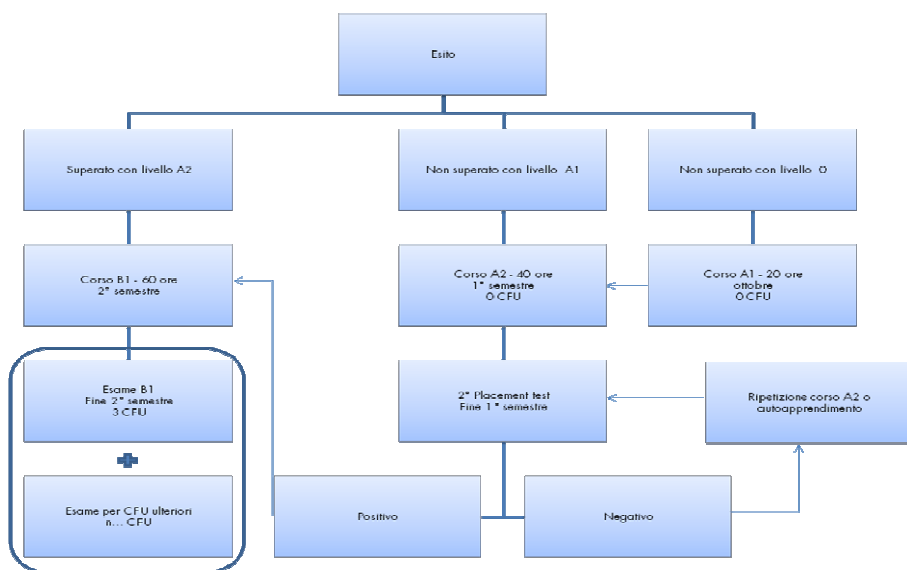 Esito
Superato con livello A2
Non superato con livello A1
Non superato con livello 0
Corso B1 - 60 ore
2° semestre
Corso A2 - 40 ore
1° semestre
0 CFU
Corso A1 - 20 ore
ottobre
0 CFU
Esame B1
Fine 2° semestre
3 CFU
2° Placement test
Fine 1° semestre
Ripetizione corso A2 o
autoapprendimento
Esame per CFU ulteriori
n... CFU
Positivo
Negativo